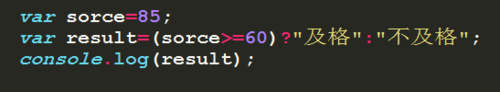 var sorce=85;
var result=(sorce>=60)?"及格":"不及格";
console.log(result);